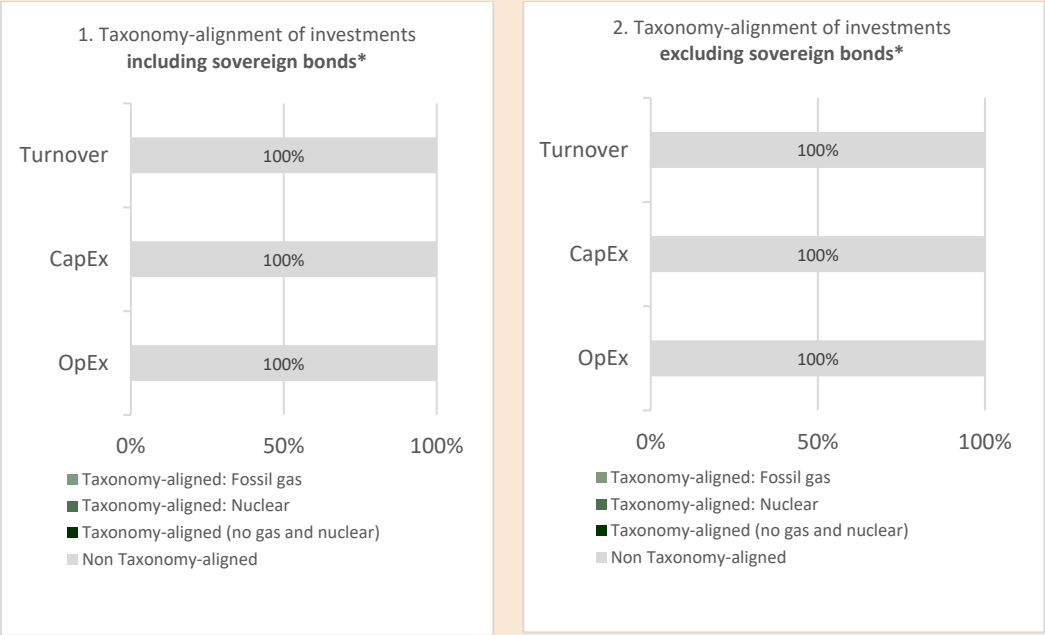 1. Taxonomy-alignment of investments
including sovereign bonds*
Turnover
100%
CapEx
100%
OpEx
100%
0% 50% 100%
Taxonomy-aligned: Fossil gas
Taxonomy-aligned: Nuclear
Taxonomy-aligned (no gas and nuclear)
Non Taxonomy-aligned
2. Taxonomy-alignment of investments
excluding sovereign bonds*
Turnover
100%
CapEx
100%
OpEx
100%
0% 50% 100%
Taxonomy-aligned: Fossil gas
Taxonomy-aligned: Nuclear
Taxonomy-aligned (no gas and nuclear)
Non Taxonomy-aligned